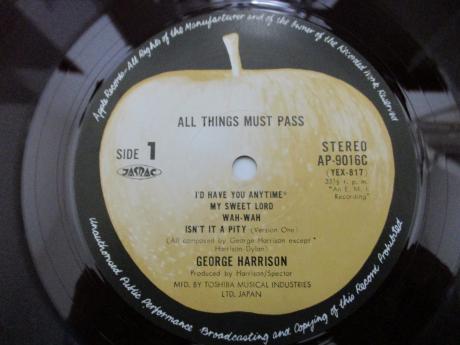 Apple Records-All Rights of the Manufacturer and of the Owner of the Recorded Work Reserved
ALL THINGS MUST PASS
SIDE 1
JASRAC
STEREO
AP-9016C
(YEX-817)
33⅓ r. p. m.
"An E. M. I.
Recording"
I'D HAVE YOU ANYTIME*
MY SWEET LORD
WAH-WAH
ISN'T IT A PITY (Version One)
(All composed by George Harrison except*
Harrison-Dylan)
GEORGE HARRISON
Produced by Harrison/Spector
MFD. BY TOSHIBA MUSICAL INDUSTRIES
LTD. JAPAN
Unauthorized Public Performance Broadcasting and Copying of this Record Prohibited